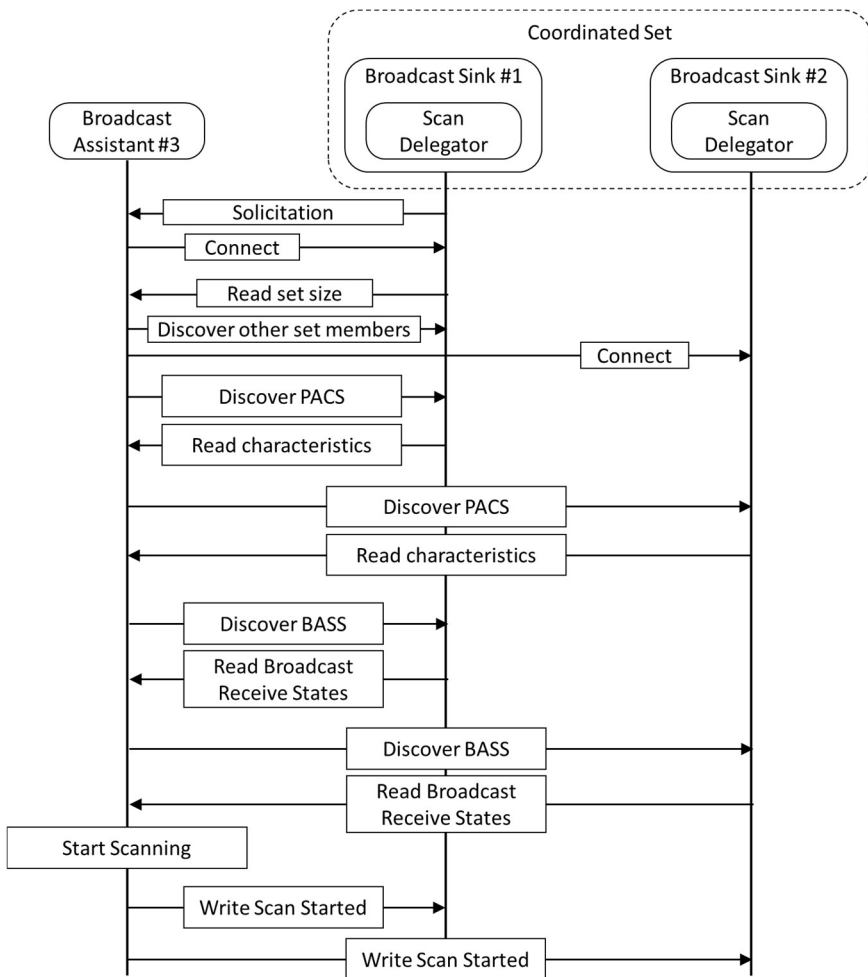 Coordinated Set
Broadcast Sink #1
Broadcast Sink #2
Broadcast
Assistant #3
Scan
Delegator
Scan
Delegator
Solicitation
Connect
Read set size
Discover other set members
Connect
Discover PACS
Read characteristics
Discover PACS
Read characteristics
Discover BASS
Read Broadcast
Receive States
Discover BASS
Read Broadcast
Receive States
Start Scanning
Write Scan Started
Write Scan Started